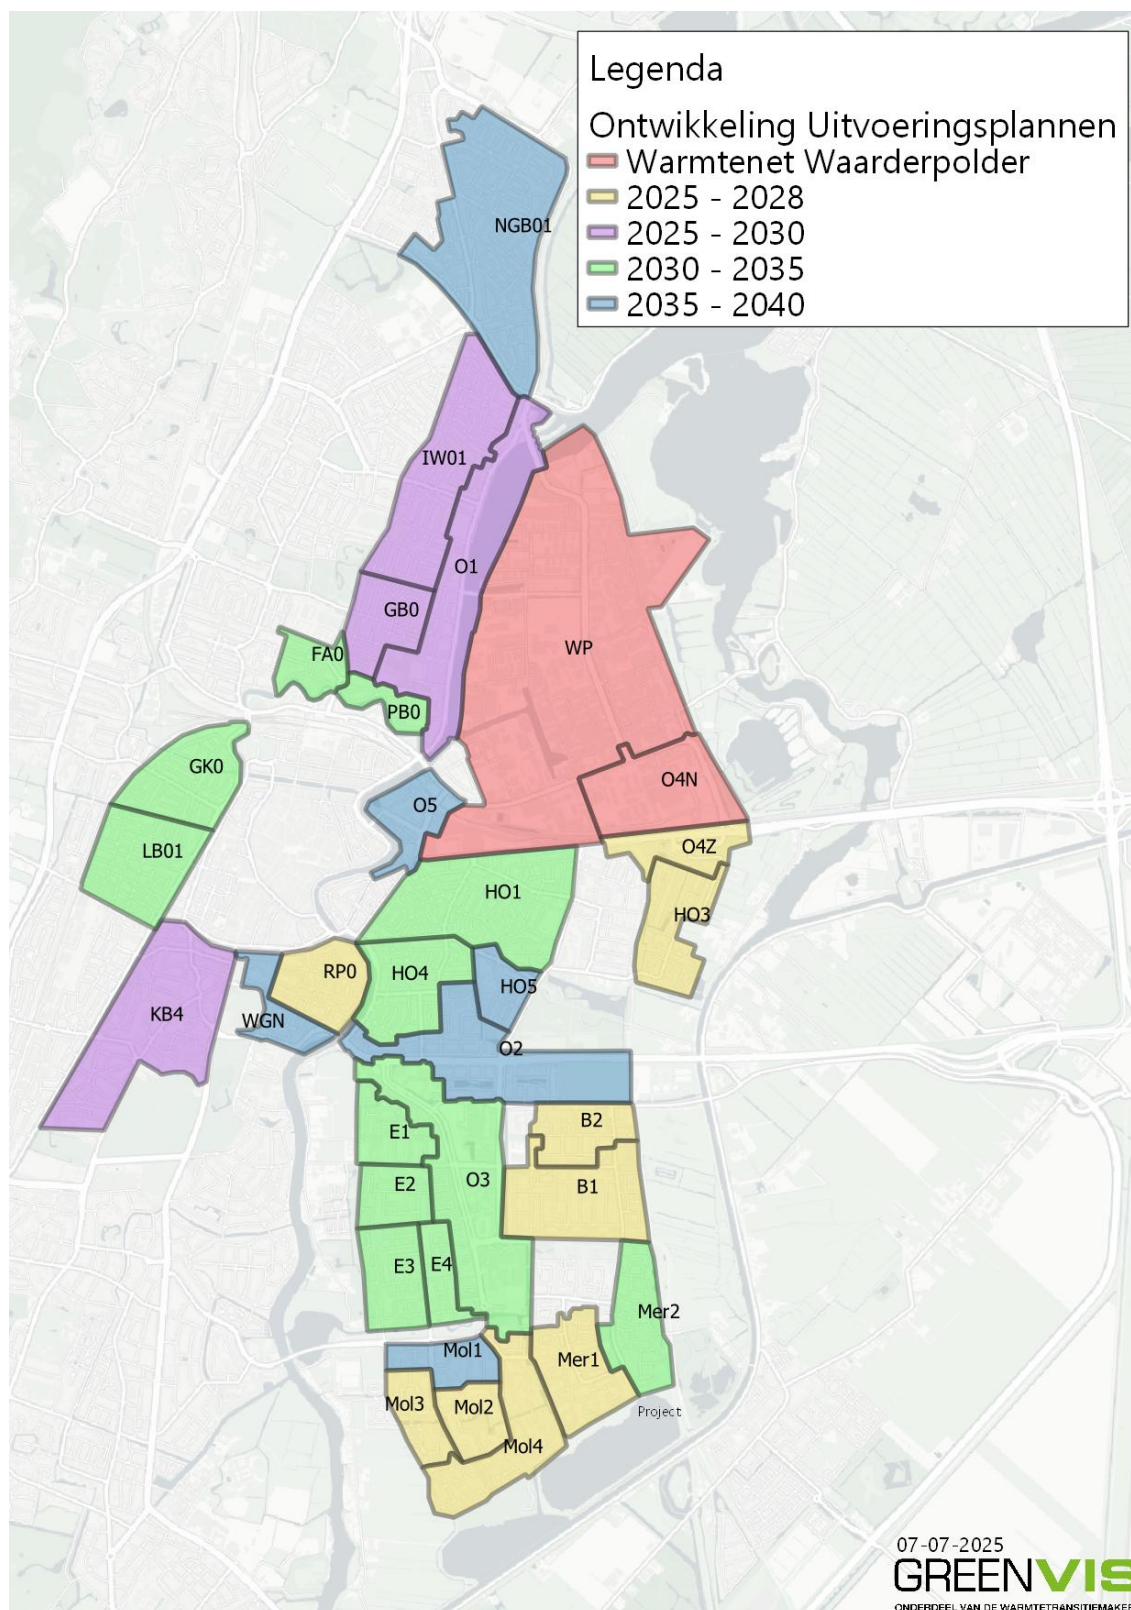 Legenda
Ontwikkeling Uitvoeringsplannen
Warmtenet Waarderpolder
2025 - 2028
2025 - 2030
2030 - 2035
2035 - 2040
NGB01
IW01
O1
GB0
WP
FA0
PB0
GK0
O4N
O5
LB01
O4Z
HO1
HO3
RP0
HO4
HO5
KB4
WGN
O2
B2
E1
O3
E2
B1
E3
E4
Mer2
Mol1
Mer1
Mol3
Mol2
Project
Mol4
07-07-2025
GREENVIS
ONDERDEEL VAN DE WARMTETRANSITIEMAKER